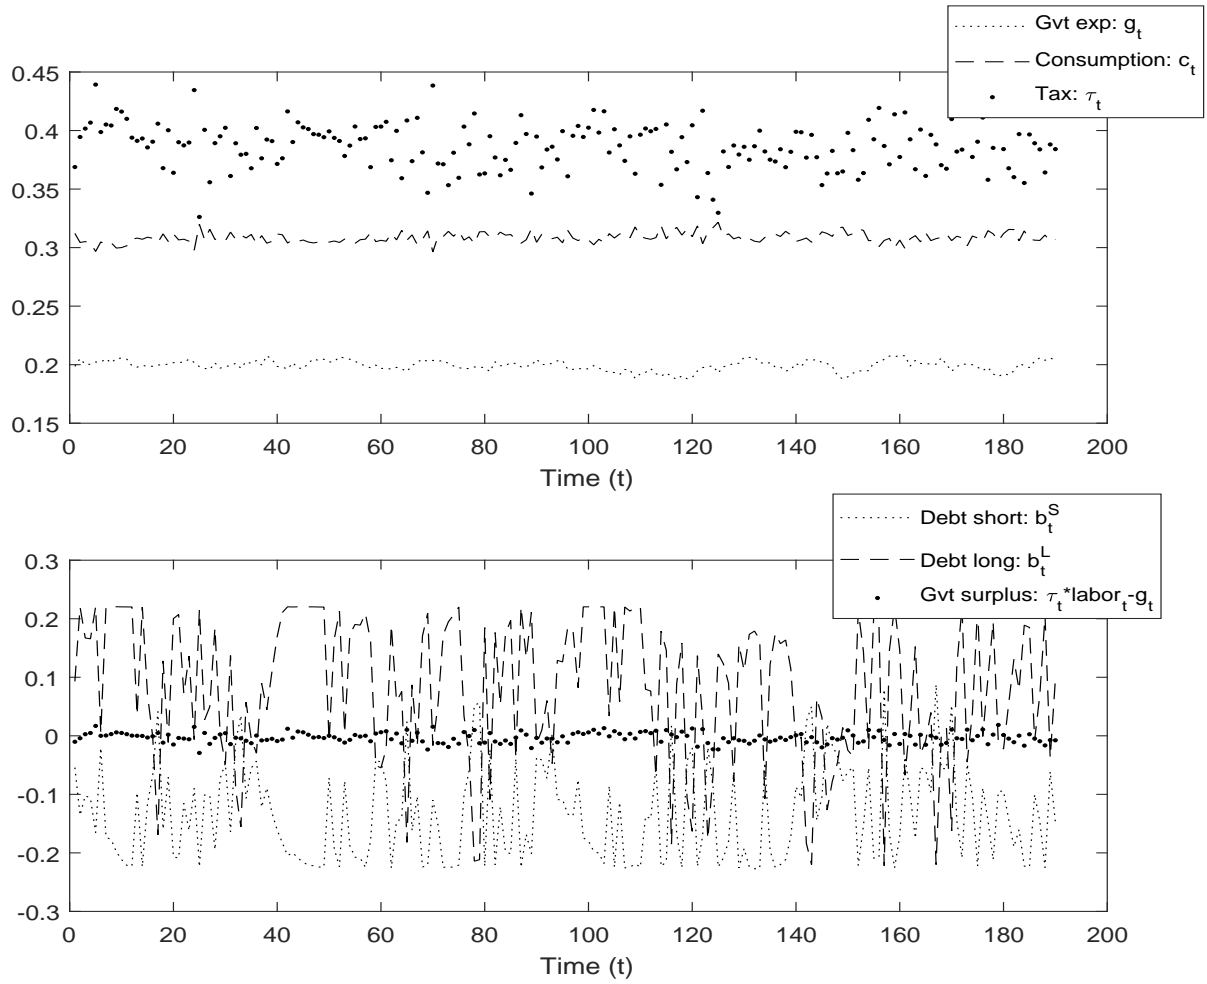 Gvt exp: g_t
Consumption: c_t
Tax: τ_t
0.45
0.4
0.35
0.3
0.25
0.2
0.15
0 20 40 60 80 100 120 140 160 180 200
Time (t)
Debt short: b_t^S
Debt long: b_t^L
Gvt surplus: τ_t*labor_t-g_t
0.3
0.2
0.1
0
-0.1
-0.2
-0.3
0 20 40 60 80 100 120 140 160 180 200
Time (t)